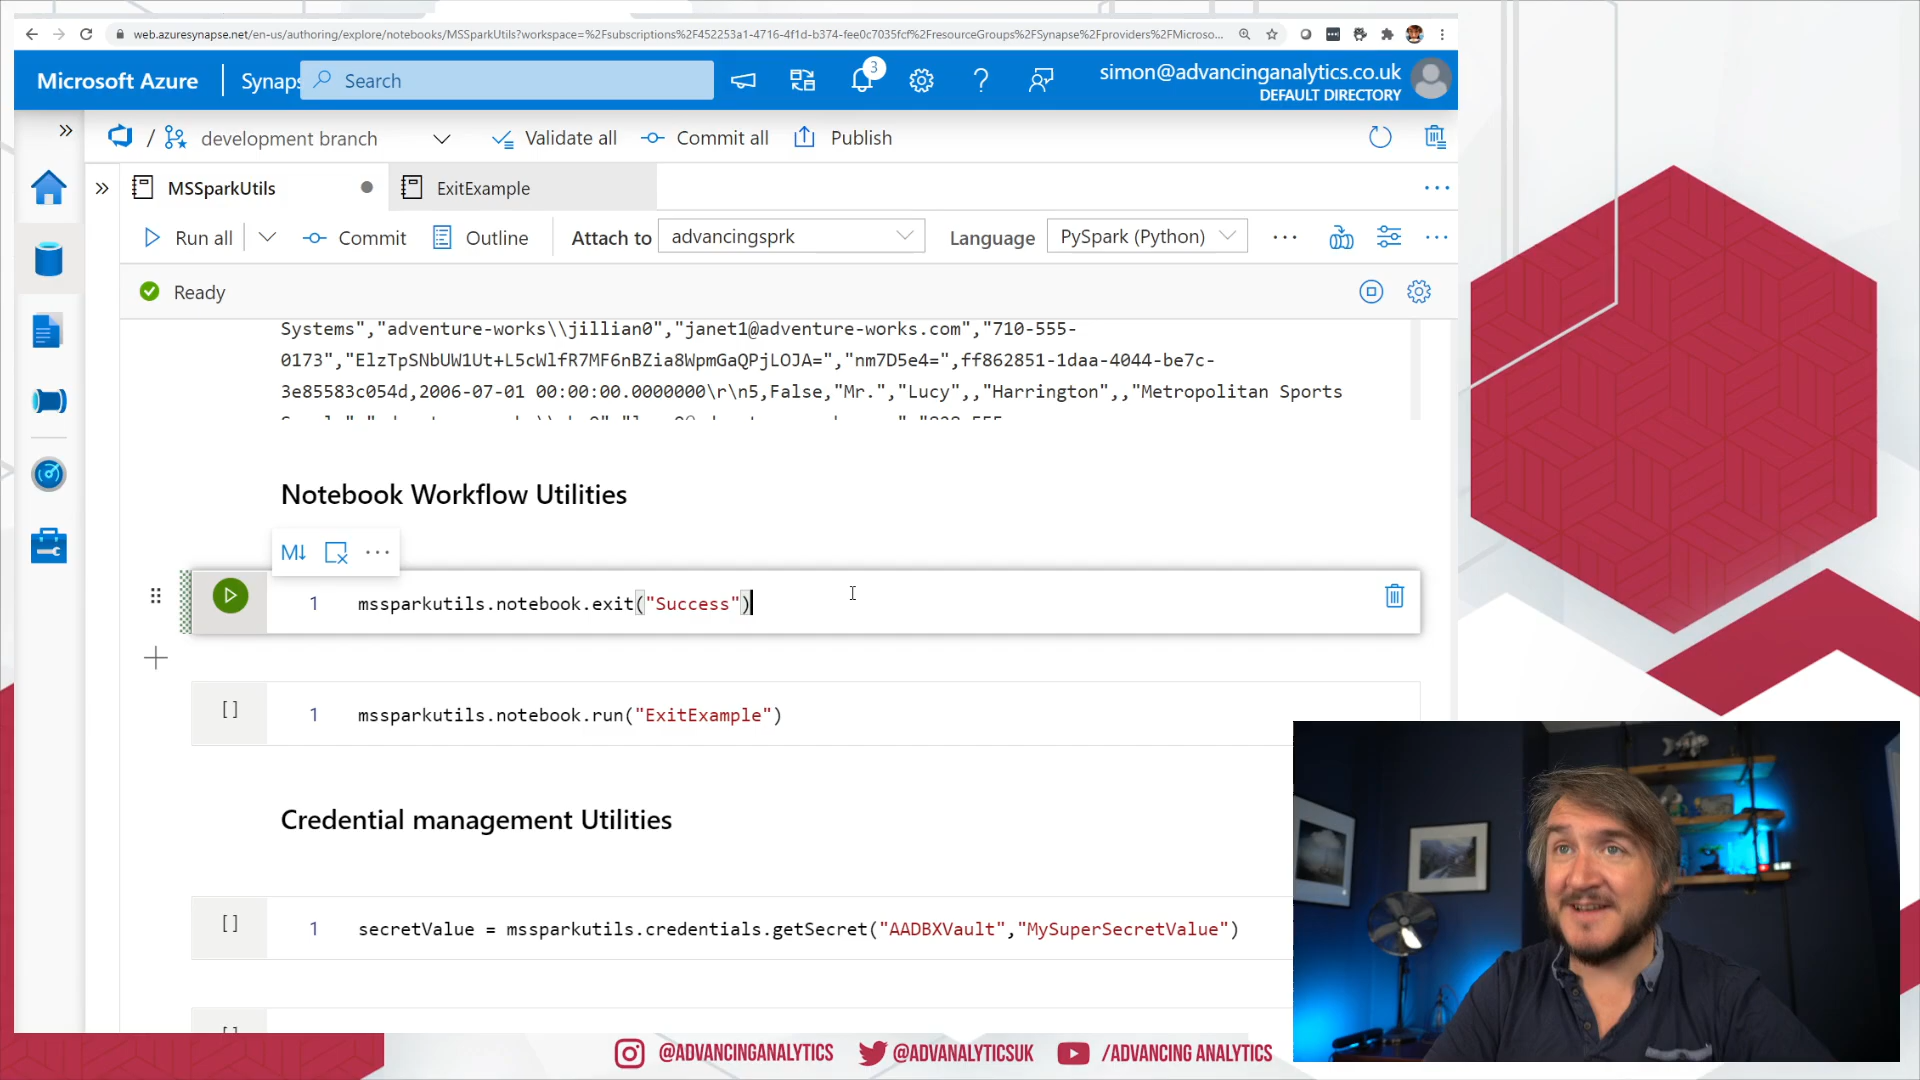 web.azuresynapse.net/en-us/authoring/explore/notebooks/MSSparkUtils?workspace=%2Fsubscriptions%2F452253a1-4716-4f1d-b374-fee0c7035fcf%2FresourceGroups%2FSynapse%2Fproviders%2FMicroso...
Microsoft Azure
Synaps
Search
3
simon@advancinganalytics.co.uk
DEFAULT DIRECTORY
/ development branch
Validate all
Commit all
Publish
MSSparkUtils
ExitExample
Run all
Commit
Outline
Attach to
advancingsprk
Language
PySpark (Python)
Ready
Systems","adventure-works\\jillian0","janet1@adventure-works.com","710-555-
0173","ElzTpSNbUW1Ut+L5cWlfR7MF6nBZia8WpmGaQPjLOJA=","nm7D5e4=",ff862851-1daa-4044-be7c-
3e85583c054d,2006-07-01 00:00:00.0000000\r\n5,False,"Mr.","Lucy",,"Harrington",,"Metropolitan Sports
Notebook Workflow Utilities
M↓
1 mssparkutils.notebook.exit("Success")
[ ] 1 mssparkutils.notebook.run("ExitExample")
Credential management Utilities
[ ] 1 secretValue = mssparkutils.credentials.getSecret("AADBXVault","MySuperSecretValue")
[ ]
@ADVANCINGANALYTICS @ADVANALYTICSUK /ADVANCING ANALYTICS